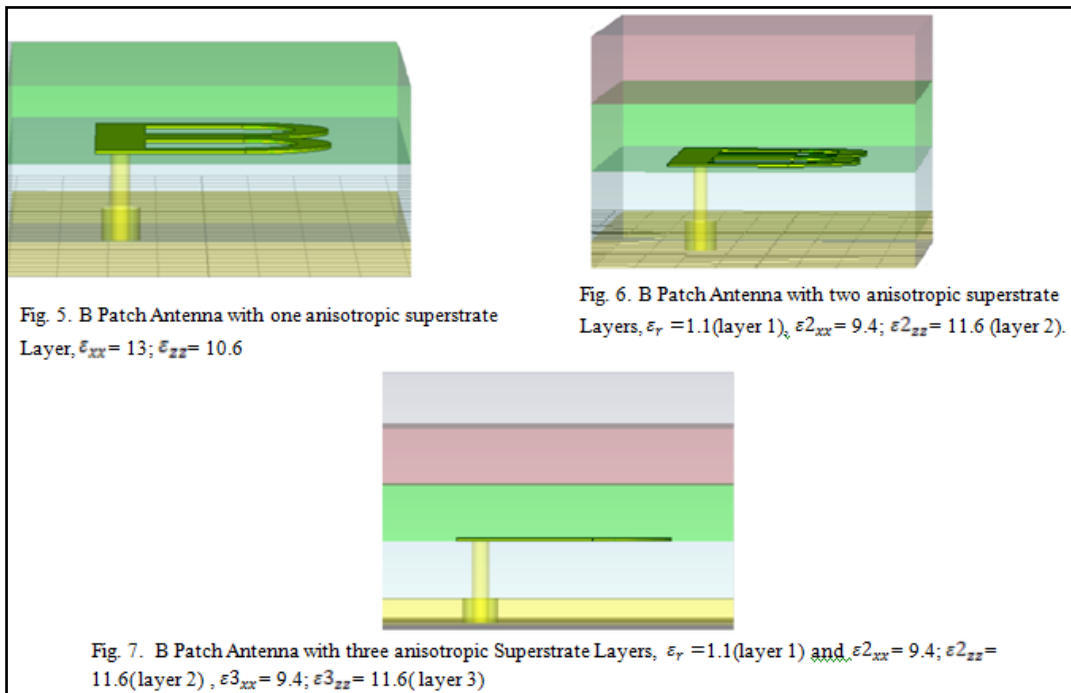 Fig. 5. B Patch Antenna with one anisotropic superstrate
Layer, εxx = 13; εzz = 10.6
Fig. 6. B Patch Antenna with two anisotropic superstrate
Layers, εr =1.1(layer 1), ε2xx = 9.4; ε2zz = 11.6 (layer 2).
Fig. 7. B Patch Antenna with three anisotropic Superstrate Layers, εr =1.1(layer 1) and ε2xx = 9.4; ε2zz =
11.6(layer 2) , ε3xx = 9.4; ε3zz = 11.6( layer 3)